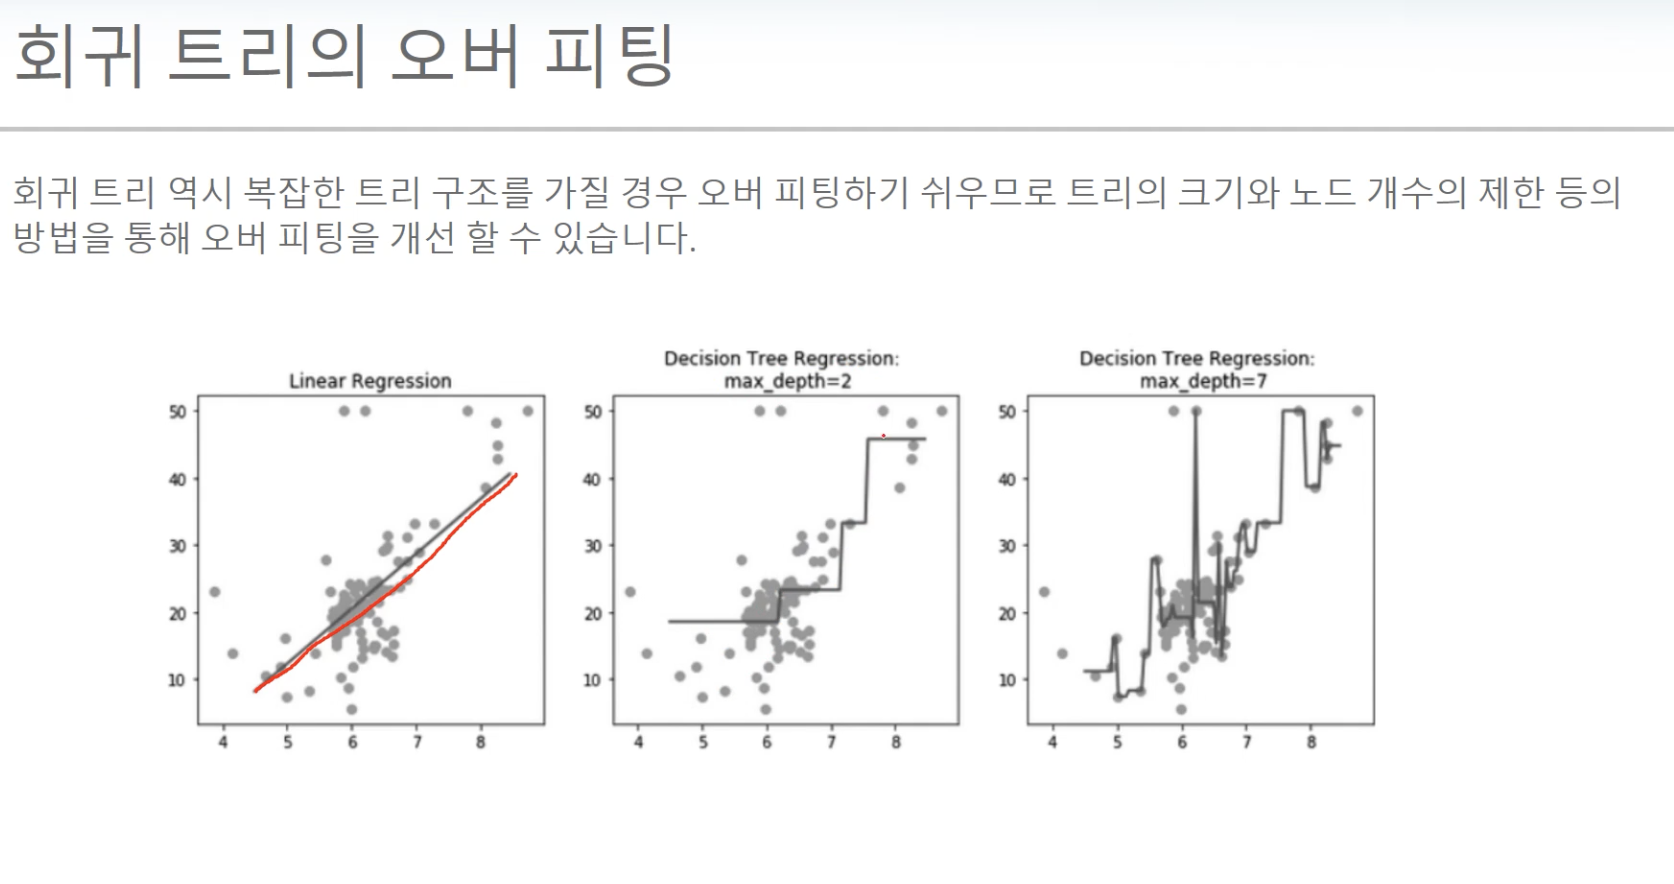 회귀 트리의 오버 피팅
회귀 트리 역시 복잡한 트리 구조를 가질 경우 오버 피팅하기 쉬우므로 트리의 크기와 노드 개수의 제한 등의
방법을 통해 오버 피팅을 개선 할 수 있습니다.
Linear Regression
50
40
30
20
10
4 5 6 7 8
Decision Tree Regression:
max_depth=2
50
40
30
20
10
4 5 6 7 8
Decision Tree Regression:
max_depth=7
50
40
30
20
10
4 5 6 7 8